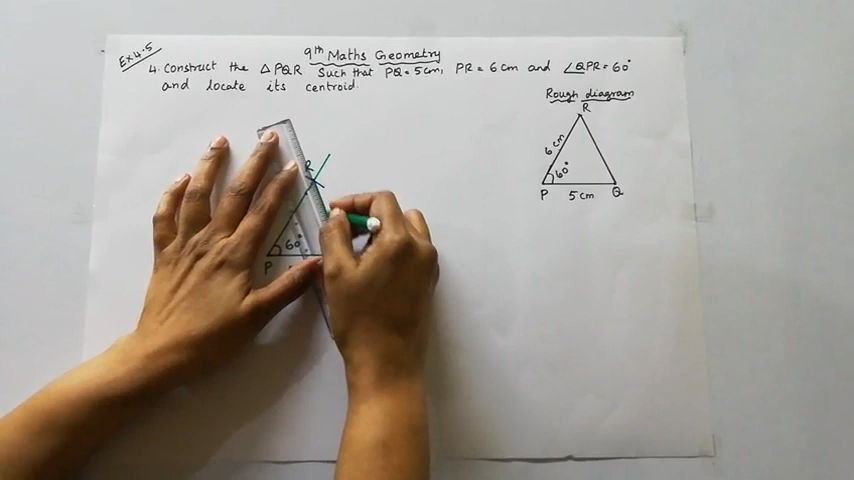 Ex 4.5
9th Maths Geometry
4. Construct the △PQR Such that PQ = 5cm, PR = 6 cm and ∠QPR = 60°
and locate its centroid.
Rough diagram
R
6 cm
60°
P
5 cm
Q
R
60°
P